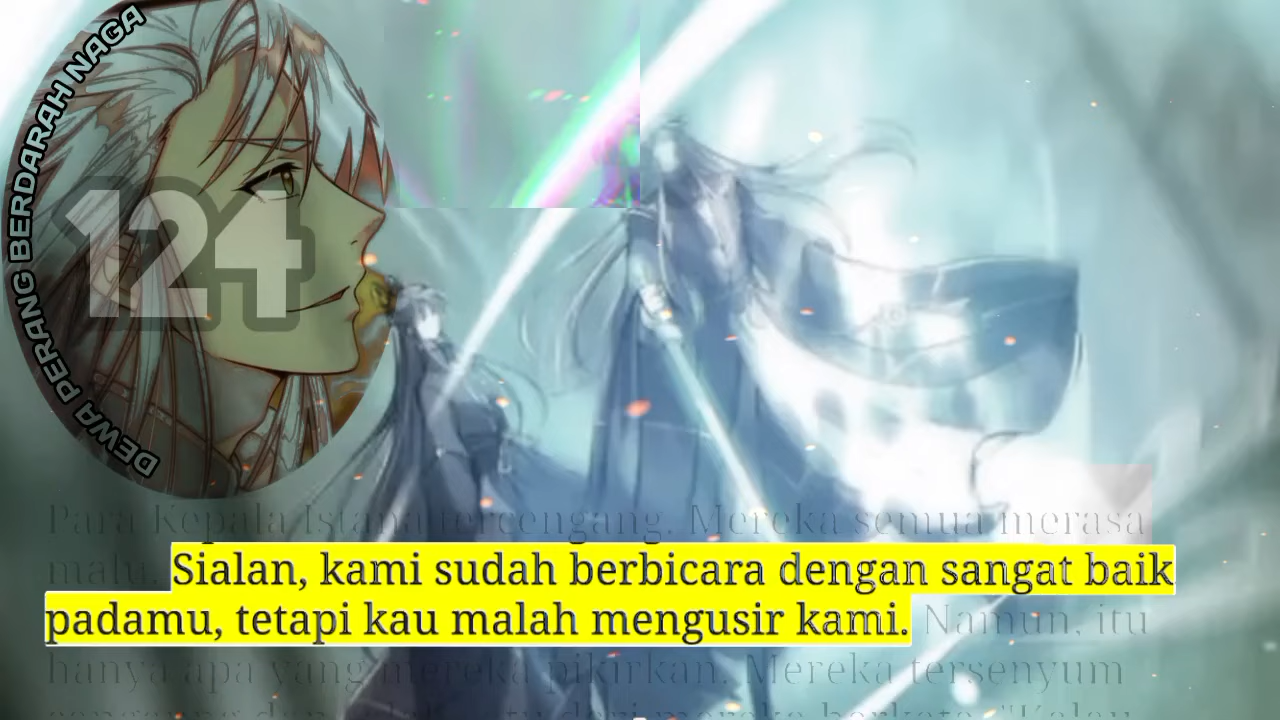 DEWA PERANG BERDARAH NAGA
124
Para Kepala Istana tercengang. Mereka semua merasa
malu. Sialan, kami sudah berbicara dengan sangat baik
padamu, tetapi kau malah mengusir kami. Namun, itu
hanya apa yang mereka pikirkan. Mereka tersenyum
"Kalau